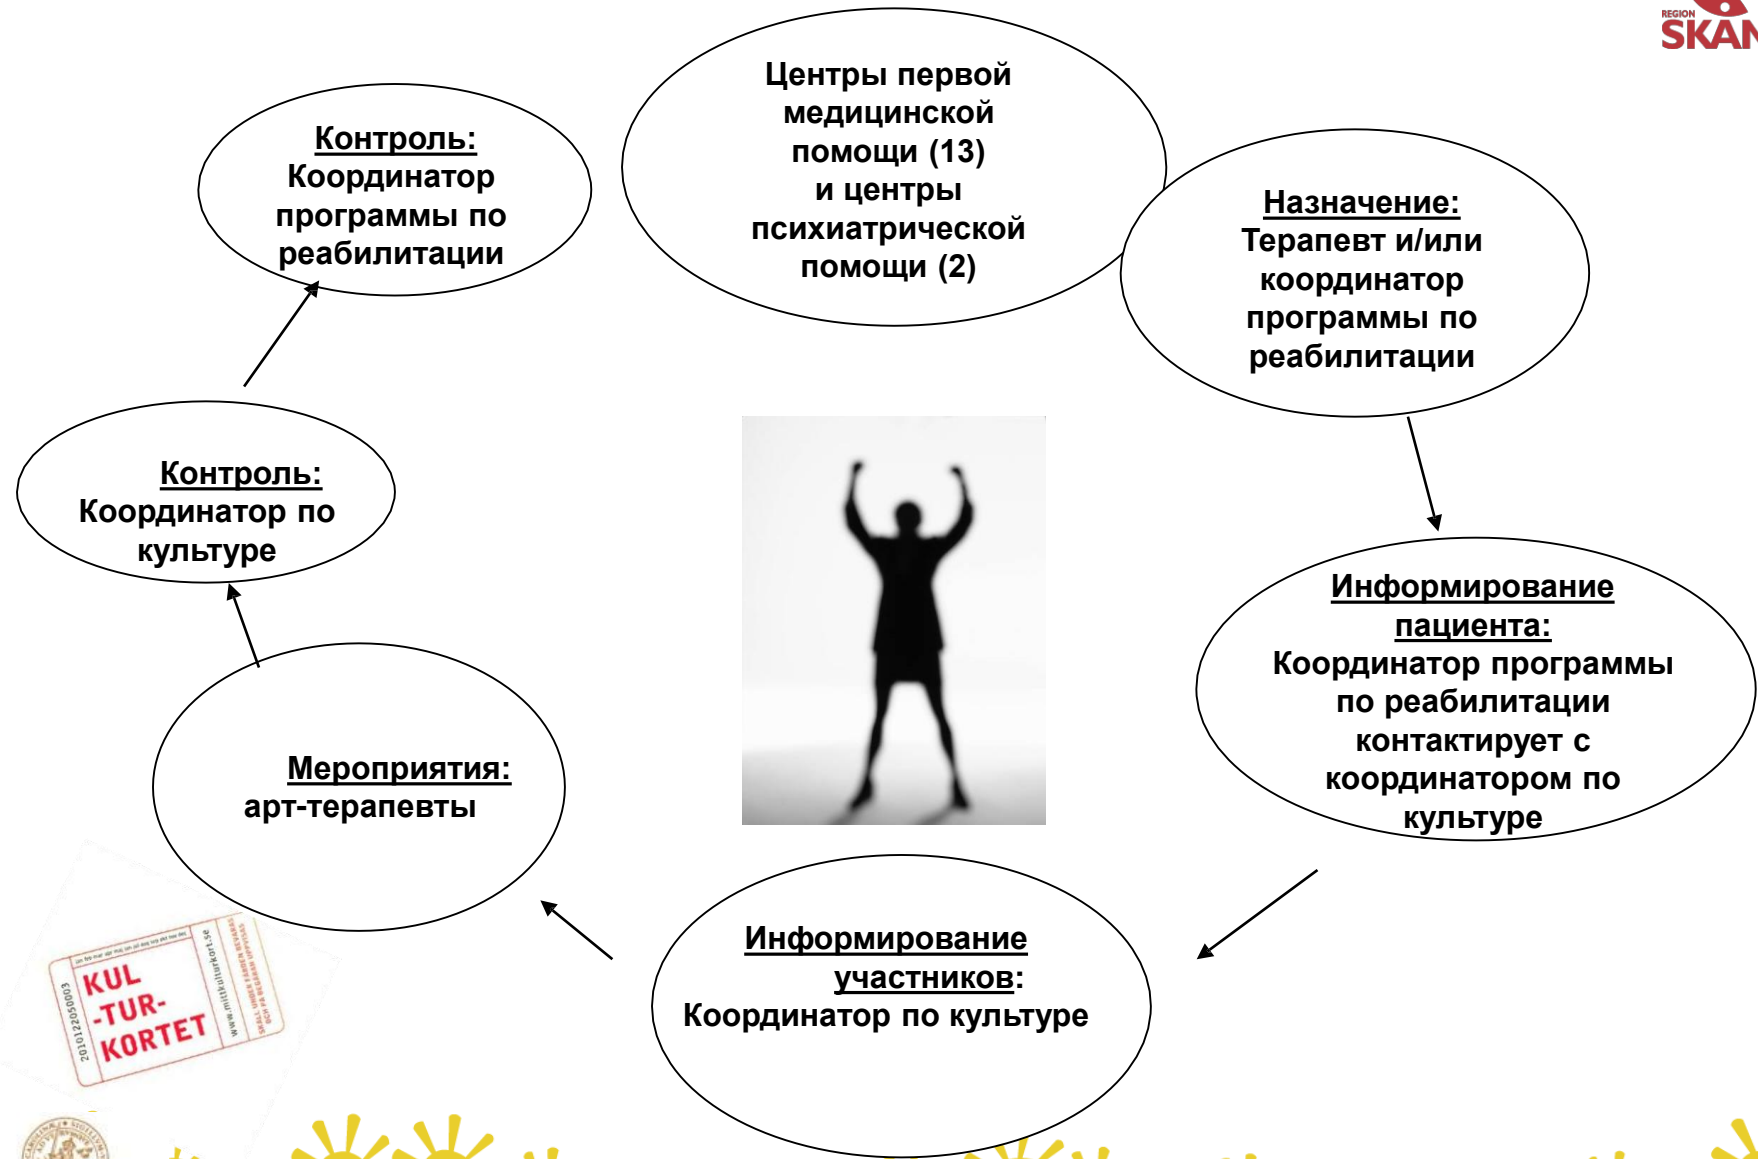 REGION
Центры первой
медицинской
помощи (13)
и центры
психиатрической
помощи (2)
Назначение:
Терапевт и/или
координатор
программы по
реабилитации
Информирование
пациента:
Координатор программы
по реабилитации
контактирует с
координатором по
культуре
Информирование
участников:
Координатор по культуре
Мероприятия:
арт-терапевты
Контроль:
Координатор по
культуре
Контроль:
Координатор
программы по
реабилитации
KUL
-TUR-
KORTET
www.mittkulturkort.se